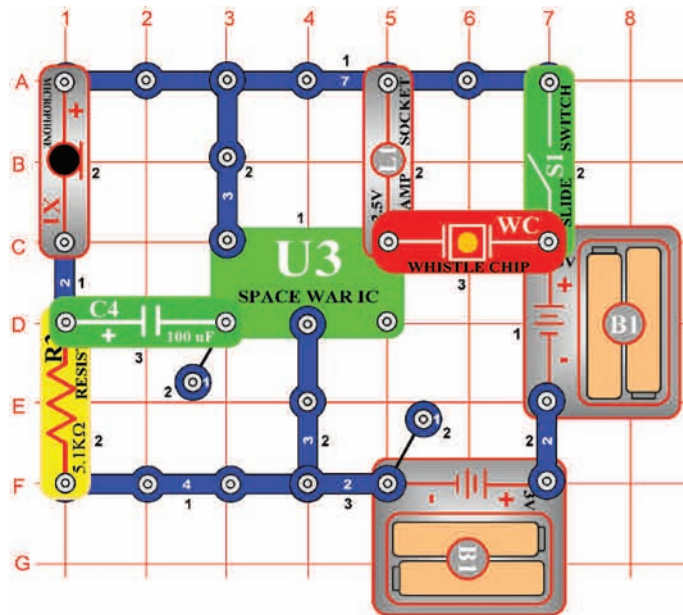 1 2 3 4 5 6 7 8
A
1
7
MICROPHONE
+
X1
2
B
2
3
L1
SOCKET
LAMP
2.5V
2
S1
SLIDE SWITCH
2
C
1
U3
SPACE WAR IC
WC
WHISTLE CHIP
3
2 1
3V
+
-
B1
1
D
C4
+
100 uF
3
RESIST
5.1KΩ
2
E
1
2
3
2
1
2
2
2
F
4
1
2
3
-
+
3V
B1
G